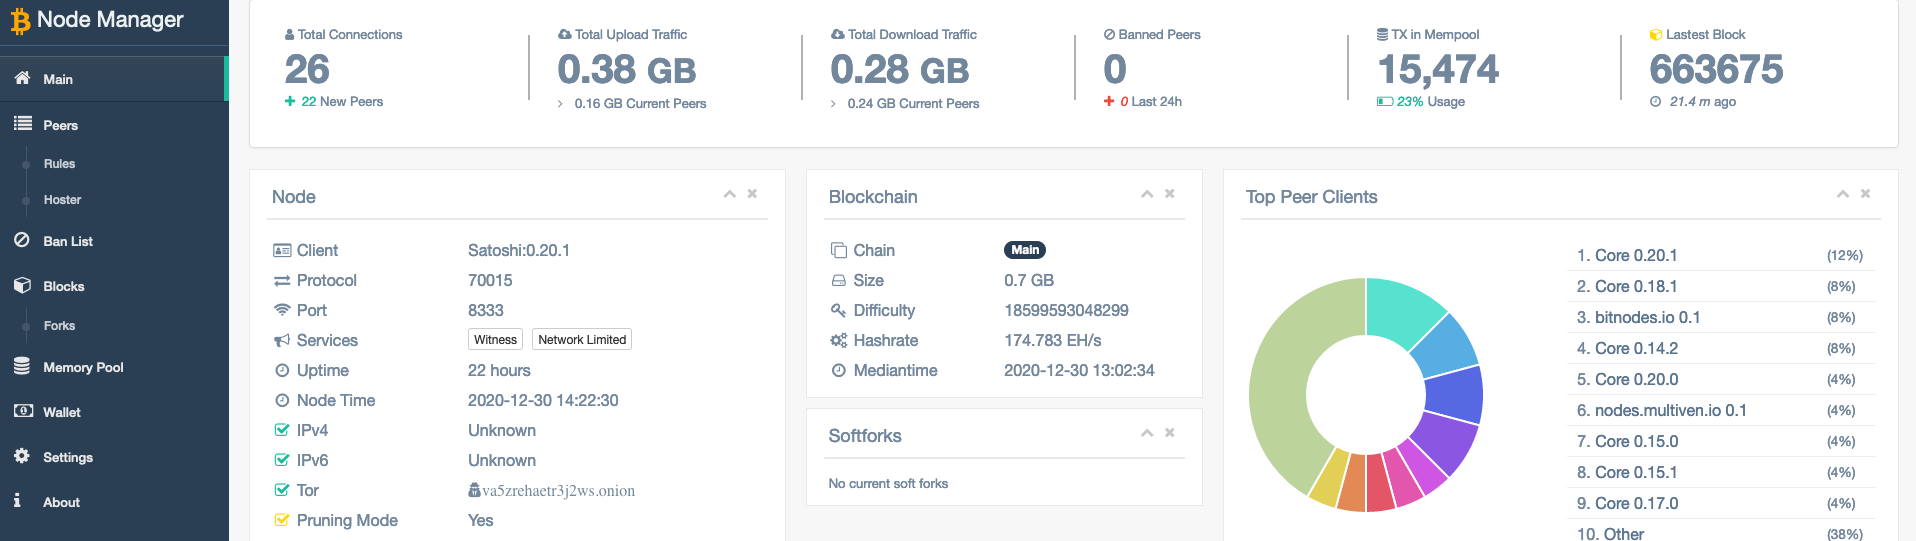 Node Manager
Main
Peers
Rules
Hoster
Ban List
Blocks
Forks
Memory Pool
Wallet
Settings
About
Total Connections
26
22 New Peers
Total Upload Traffic
0.38 GB
0.16 GB Current Peers
Total Download Traffic
0.28 GB
0.24 GB Current Peers
Banned Peers
0
0 Last 24h
TX in Mempool
15,474
23% Usage
Lastest Block
663675
21.4 m ago
Node
Client Satoshi:0.20.1
Protocol 70015
Port 8333
Services Witness Network Limited
Uptime 22 hours
Node Time 2020-12-30 14:22:30
IPv4 Unknown
IPv6 Unknown
Tor va5zrehaetr3j2ws.onion
Pruning Mode Yes
Blockchain
Chain Main
Size 0.7 GB
Difficulty 18599593048299
Hashrate 174.783 EH/s
Mediantime 2020-12-30 13:02:34
Softforks
No current soft forks
Top Peer Clients
1. Core 0.20.1 (12%)
2. Core 0.18.1 (8%)
3. bitnodes.io 0.1 (8%)
4. Core 0.14.2 (8%)
5. Core 0.20.0 (4%)
6. nodes.multiven.io 0.1 (4%)
7. Core 0.15.0 (4%)
8. Core 0.15.1 (4%)
9. Core 0.17.0 (4%)
10. Other (38%)